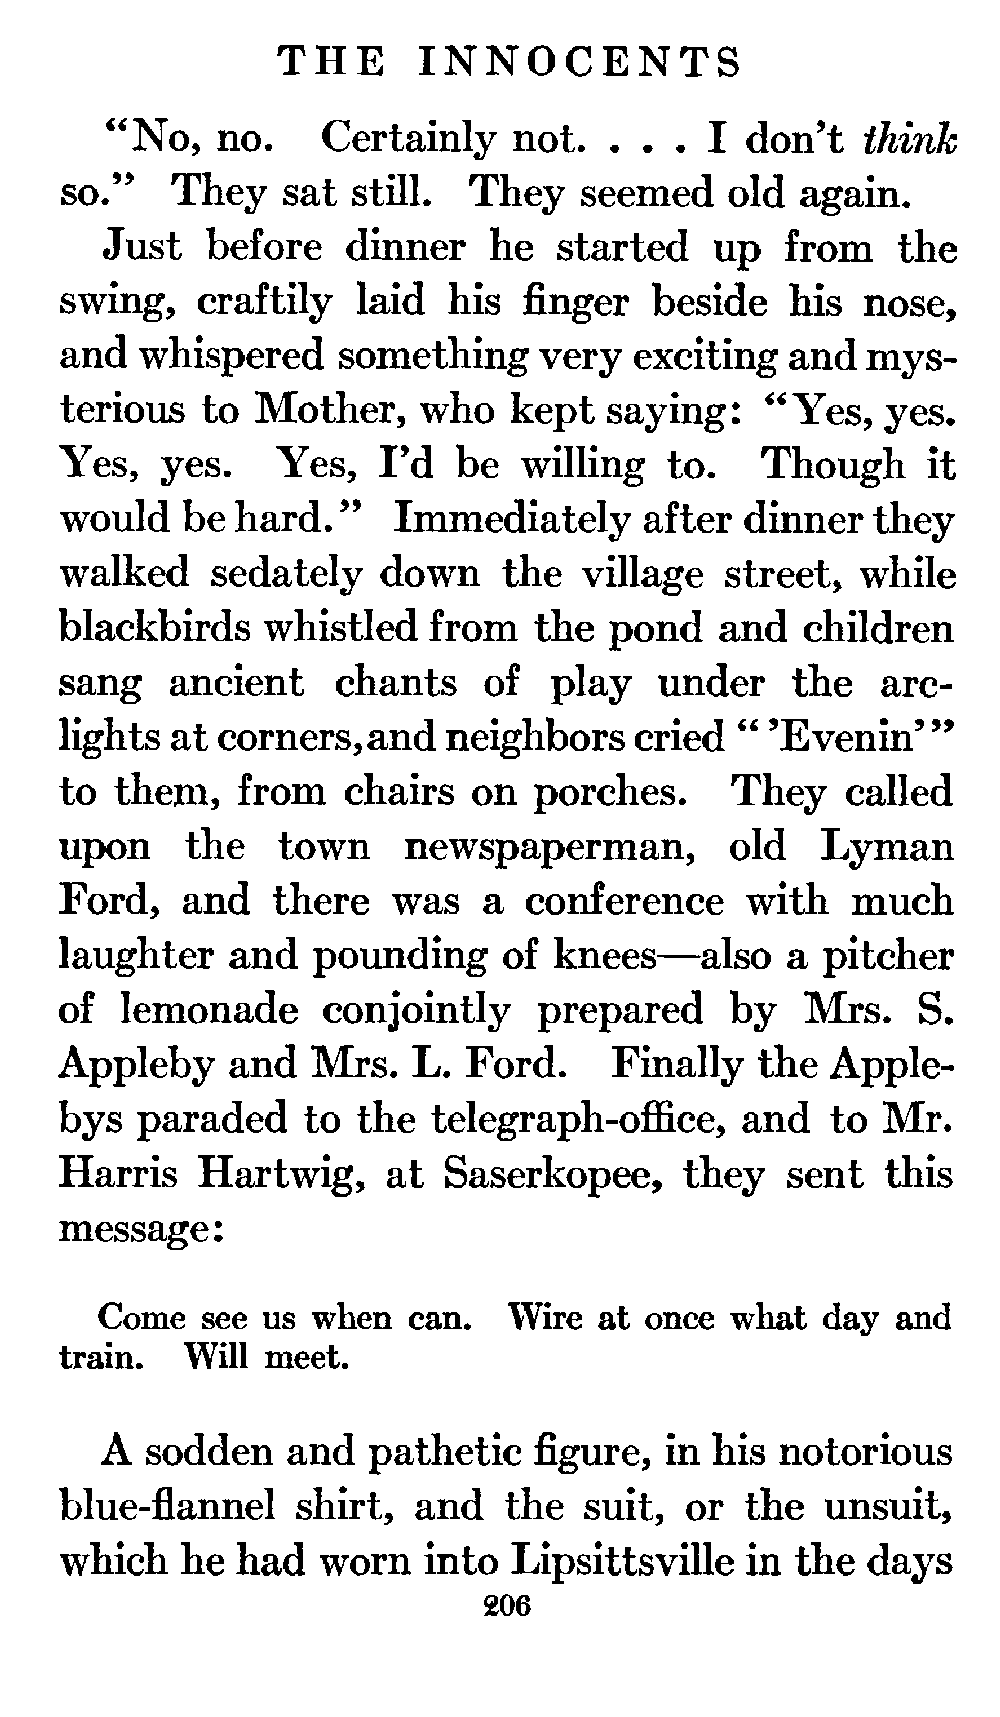 THE INNOCENTS
“No, no. Certainly not. . . . I don’t think
so.” They sat still. They seemed old again.
Just before dinner he started up from the
swing, craftily laid his finger beside his nose,
and whispered something very exciting and mys-
terious to Mother, who kept saying: “Yes, yes.
Yes, yes. Yes, I’d be willing to. Though it
would be hard.” Immediately after dinner they
walked sedately down the village street, while
blackbirds whistled from the pond and children
sang ancient chants of play under the arc-
lights at corners, and neighbors cried “ ’Evenin’ ”
to them, from chairs on porches. They called
upon the town newspaperman, old Lyman
Ford, and there was a conference with much
laughter and pounding of knees—also a pitcher
of lemonade conjointly prepared by Mrs. S.
Appleby and Mrs. L. Ford. Finally the Apple-
bys paraded to the telegraph-office, and to Mr.
Harris Hartwig, at Saserkopee, they sent this
message:
Come see us when can. Wire at once what day and
train. Will meet.
A sodden and pathetic figure, in his notorious
blue-flannel shirt, and the suit, or the unsuit,
which he had worn into Lipsittsville in the days
206